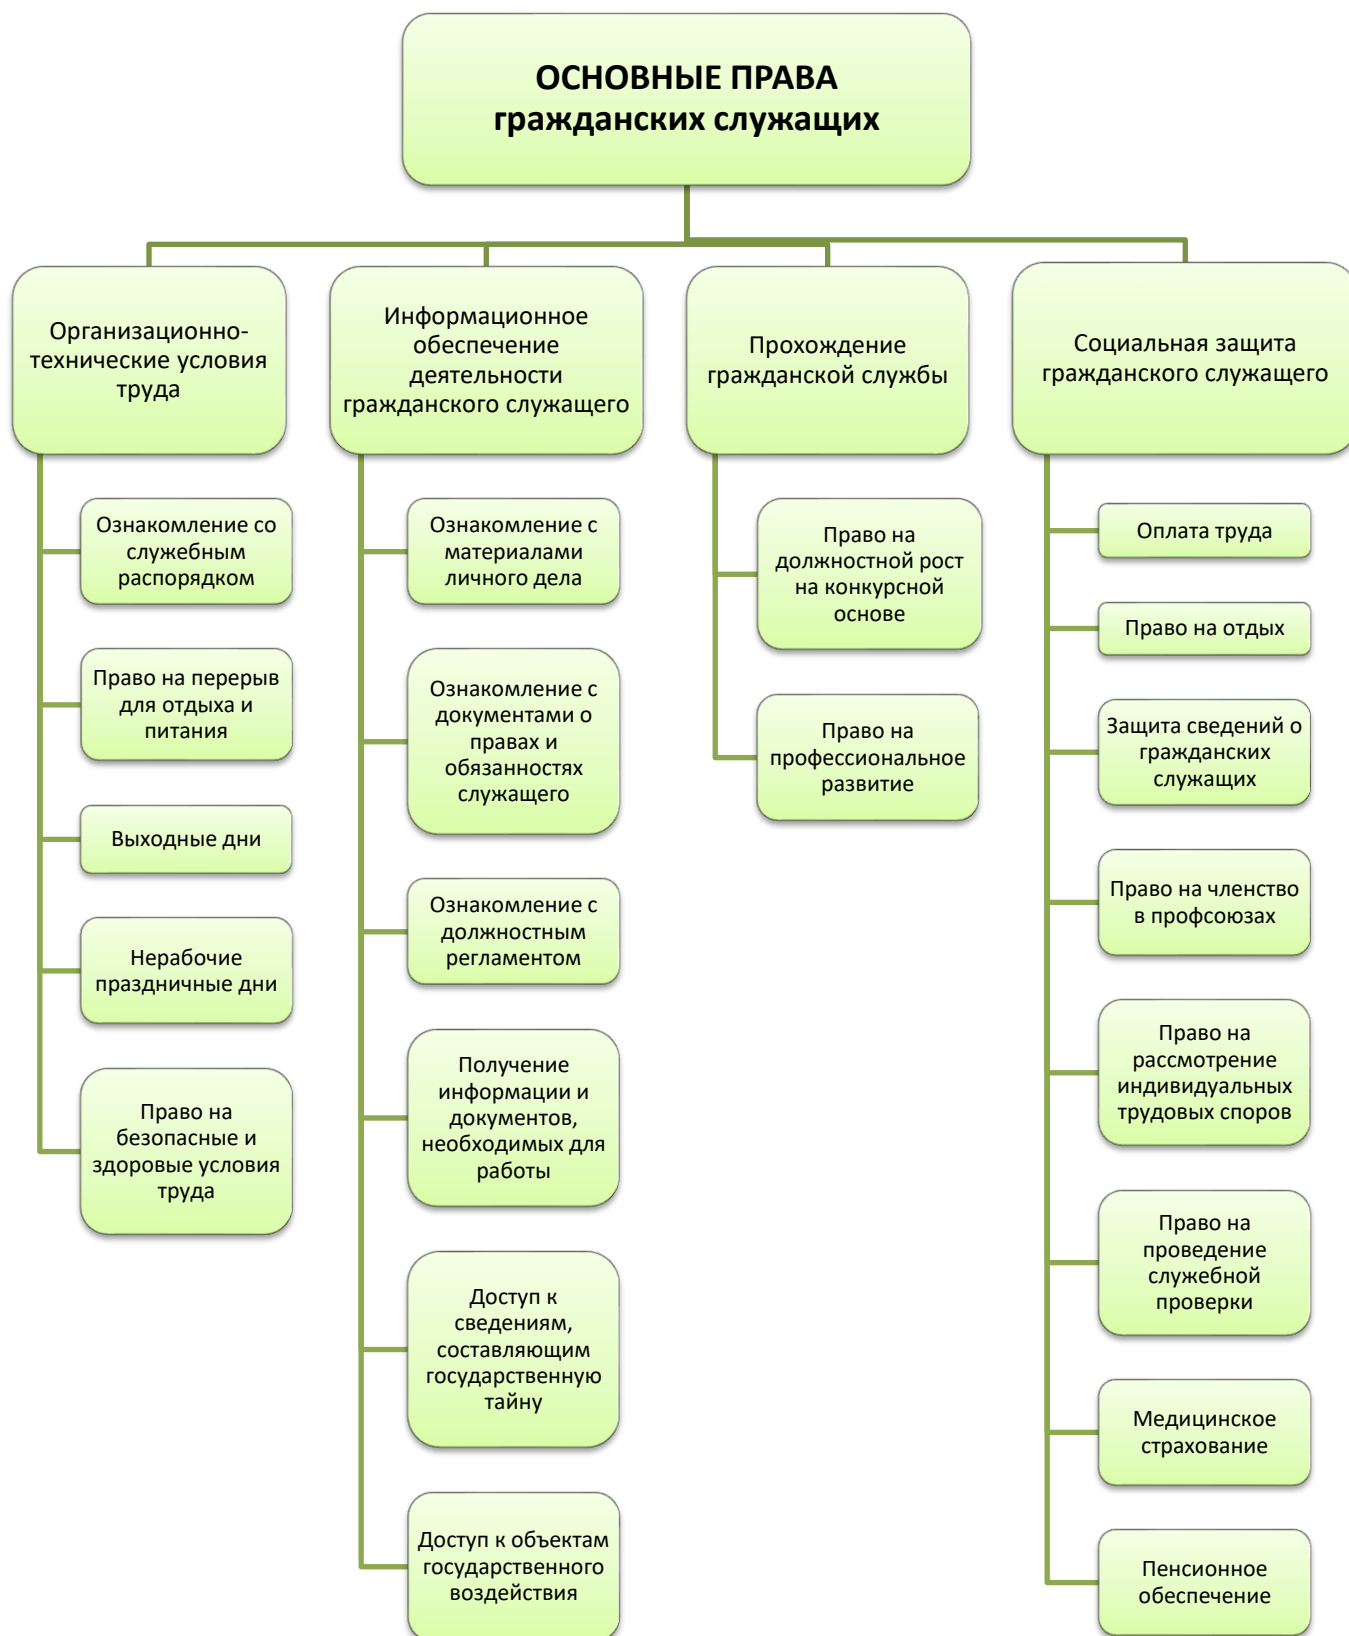 ОСНОВНЫЕ ПРАВА
гражданских служащих
Организационно-
технические условия
труда
Ознакомление со
служебным
распорядком
Право на перерыв
для отдыха и
питания
Выходные дни
Нерабочие
праздничные дни
Право на
безопасные и
здоровые условия
труда
Информационное
обеспечение
деятельности
гражданского служащего
Ознакомление с
материалами
личного дела
Ознакомление с
документами о
правах и
обязанностях
служащего
Ознакомление с
должностным
регламентом
Получение
информации и
документов,
необходимых для
работы
Доступ к
сведениям,
составляющим
государственную
тайну
Доступ к объектам
государственного
воздействия
Прохождение
гражданской службы
Право на
должностной рост
на конкурсной
основе
Право на
профессиональное
развитие
Социальная защита
гражданского служащего
Оплата труда
Право на отдых
Защита сведений о
гражданских
служащих
Право на членство
в профсоюзах
Право на
рассмотрение
индивидуальных
трудовых споров
Право на
проведение
служебной
проверки
Медицинское
страхование
Пенсионное
обеспечение